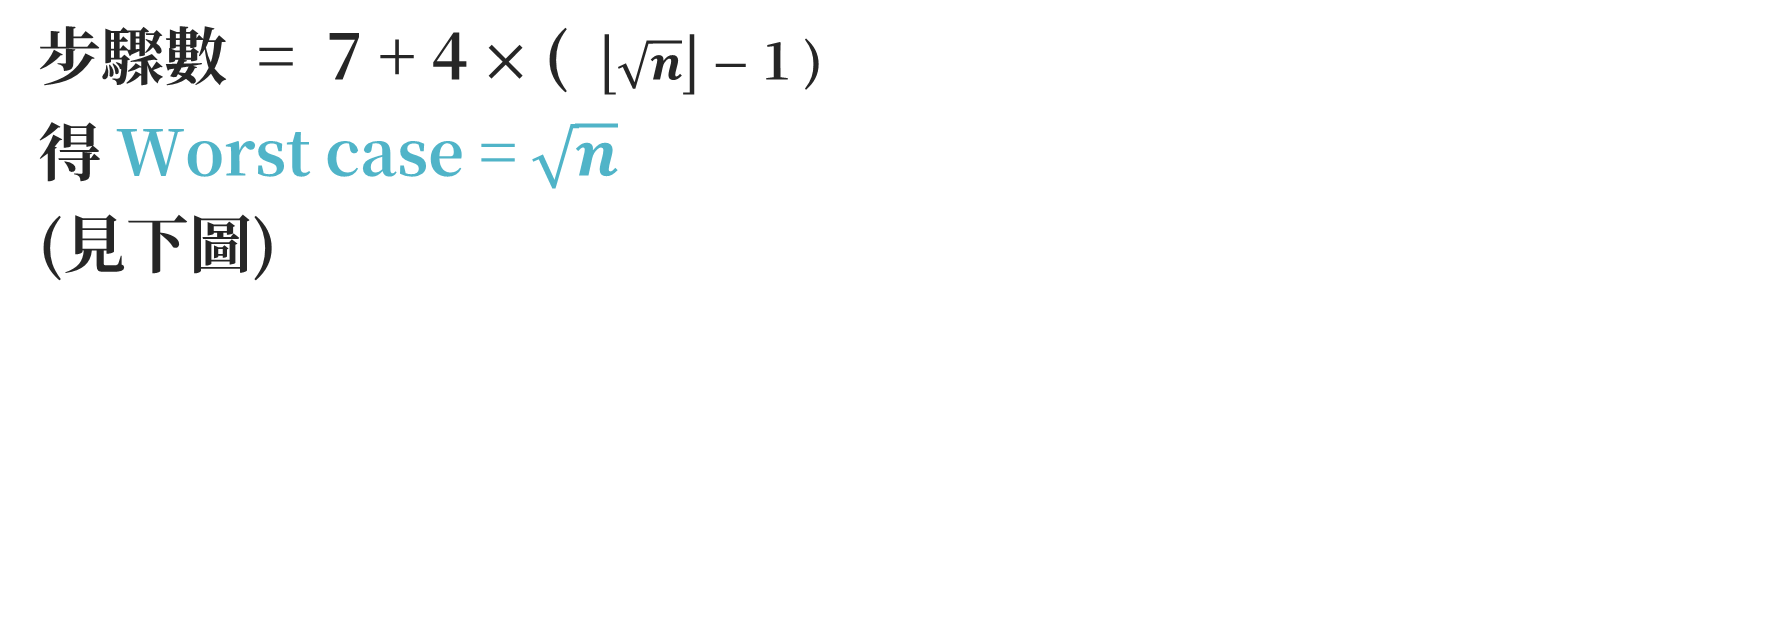 步驟數 = 7 + 4 × ( ⌊√n⌋ − 1 )
得 Worst case = √n
(見下圖)